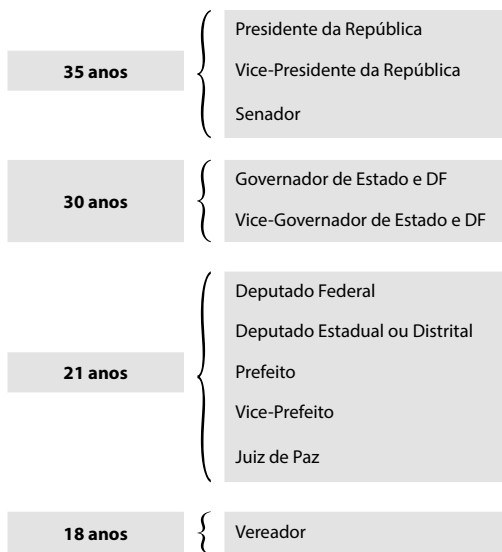 35 anos
Presidente da República
Vice-Presidente da República
Senador
30 anos
Governador de Estado e DF
Vice-Governador de Estado e DF
21 anos
Deputado Federal
Deputado Estadual ou Distrital
Prefeito
Vice-Prefeito
Juiz de Paz
18 anos
Vereador